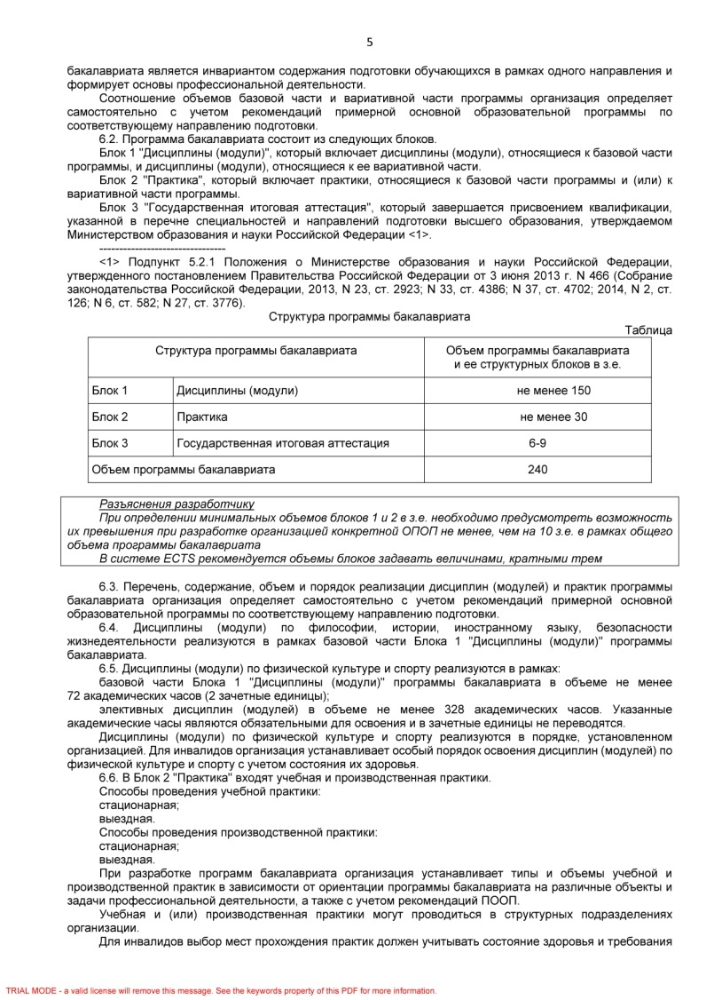 5
бакалавриата является инвариантом содержания подготовки обучающихся в рамках одного направления и
формирует основы профессиональной деятельности.
Соотношение объемов базовой части и вариативной части программы организация определяет
самостоятельно с учетом рекомендаций примерной основной образовательной программы по
соответствующему направлению подготовки.
6.2. Программа бакалавриата состоит из следующих блоков.
Блок 1 "Дисциплины (модули)", который включает дисциплины (модули), относящиеся к базовой части
программы, и дисциплины (модули), относящиеся к ее вариативной части.
Блок 2 "Практика", который включает практики, относящиеся к базовой части программы и (или) к
вариативной части программы.
Блок 3 "Государственная итоговая аттестация", который завершается присвоением квалификации,
указанной в перечне специальностей и направлений подготовки высшего образования, утверждаемом
Министерством образования и науки Российской Федерации <1>.
--------------------------------
<1> Подпункт 5.2.1 Положения о Министерстве образования и науки Российской Федерации,
утвержденного постановлением Правительства Российской Федерации от 3 июня 2013 г. N 466 (Собрание
законодательства Российской Федерации, 2013, N 23, ст. 2923; N 33, ст. 4386; N 37, ст. 4702; 2014, N 2, ст.
126; N 6, ст. 582; N 27, ст. 3776).
Структура программы бакалавриата
Таблица
Структура программы бакалавриата Объем программы бакалавриата
и ее структурных блоков в з.е.
Блок 1 Дисциплины (модули) не менее 150
Блок 2 Практика не менее 30
Блок 3 Государственная итоговая аттестация 6-9
Объем программы бакалавриата 240
Разъяснения разработчику
При определении минимальных объемов блоков 1 и 2 в з.е. необходимо предусмотреть возможность
их превышения при разработке организацией конкретной ОПОП не менее, чем на 10 з.е. в рамках общего
объема программы бакалавриата
В системе ECTS рекомендуется объемы блоков задавать величинами, кратными трем
6.3. Перечень, содержание, объем и порядок реализации дисциплин (модулей) и практик программы
бакалавриата организация определяет самостоятельно с учетом рекомендаций примерной основной
образовательной программы по соответствующему направлению подготовки.
6.4. Дисциплины (модули) по философии, истории, иностранному языку, безопасности
жизнедеятельности реализуются в рамках базовой части Блока 1 "Дисциплины (модули)" программы
бакалавриата.
6.5. Дисциплины (модули) по физической культуре и спорту реализуются в рамках:
базовой части Блока 1 "Дисциплины (модули)" программы бакалавриата в объеме не менее
72 академических часов (2 зачетные единицы);
элективных дисциплин (модулей) в объеме не менее 328 академических часов. Указанные
академические часы являются обязательными для освоения и в зачетные единицы не переводятся.
Дисциплины (модули) по физической культуре и спорту реализуются в порядке, установленном
организацией. Для инвалидов организация устанавливает особый порядок освоения дисциплин (модулей) по
физической культуре и спорту с учетом состояния их здоровья.
6.6. В Блок 2 "Практика" входят учебная и производственная практики.
Способы проведения учебной практики:
стационарная;
выездная.
Способы проведения производственной практики:
стационарная;
выездная.
При разработке программ бакалавриата организация устанавливает типы и объемы учебной и
производственной практик в зависимости от ориентации программы бакалавриата на различные объекты и
задачи профессиональной деятельности, а также с учетом рекомендаций ПООП.
Учебная и (или) производственная практики могут проводиться в структурных подразделениях
организации.
Для инвалидов выбор мест прохождения практик должен учитывать состояние здоровья и требования
TRIAL MODE - a valid license will remove this message. See the keywords property of this PDF for more information.